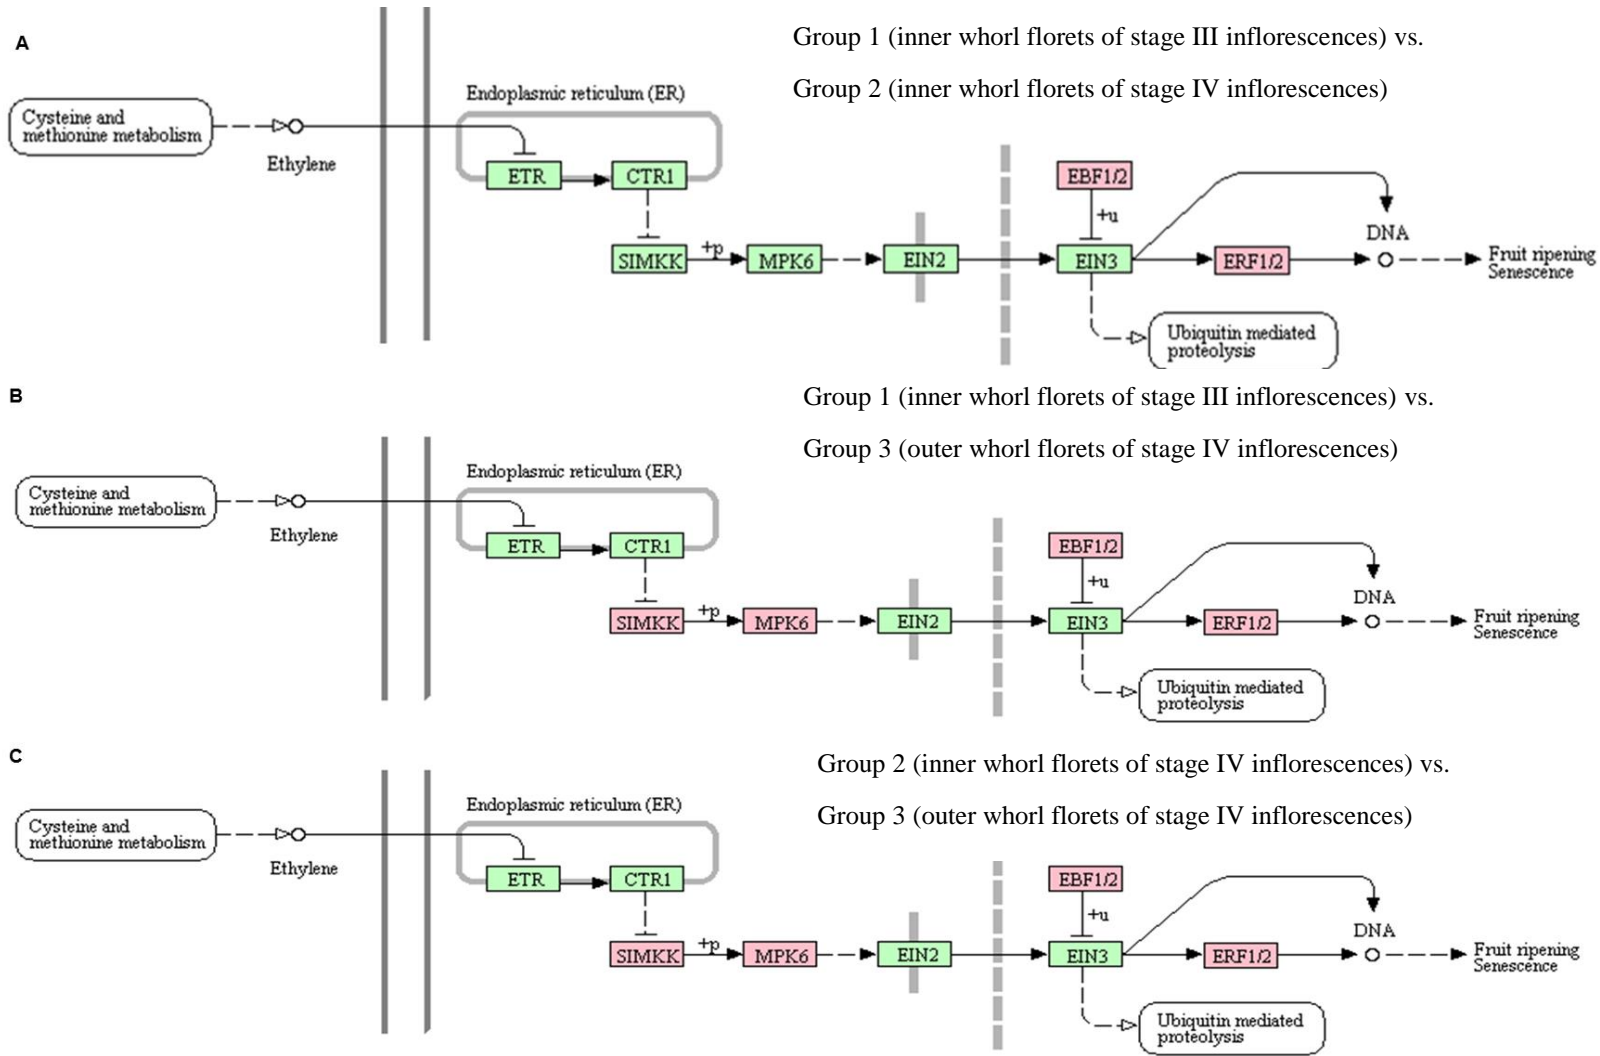 A
Group 1 (inner whorl florets of stage III inflorescences) vs.
Group 2 (inner whorl florets of stage IV inflorescences)
Endoplasmic reticulum (ER)
Cysteine and
methionine metabolism
Ethylene
ETR
CTR1
EBF1/2
+u
DNA
SIMKK
+p
MPK6
EIN2
EIN3
ERF1/2
Fruit ripening
Senescence
Ubiquitin mediated
proteolysis
B
Group 1 (inner whorl florets of stage III inflorescences) vs.
Group 3 (outer whorl florets of stage IV inflorescences)
Endoplasmic reticulum (ER)
Cysteine and
methionine metabolism
Ethylene
ETR
CTR1
EBF1/2
+u
DNA
SIMKK
+p
MPK6
EIN2
EIN3
ERF1/2
Fruit ripening
Senescence
Ubiquitin mediated
proteolysis
C
Group 2 (inner whorl florets of stage IV inflorescences) vs.
Group 3 (outer whorl florets of stage IV inflorescences)
Endoplasmic reticulum (ER)
Cysteine and
methionine metabolism
Ethylene
ETR
CTR1
EBF1/2
+u
DNA
SIMKK
+p
MPK6
EIN2
EIN3
ERF1/2
Fruit ripening
Senescence
Ubiquitin mediated
proteolysis